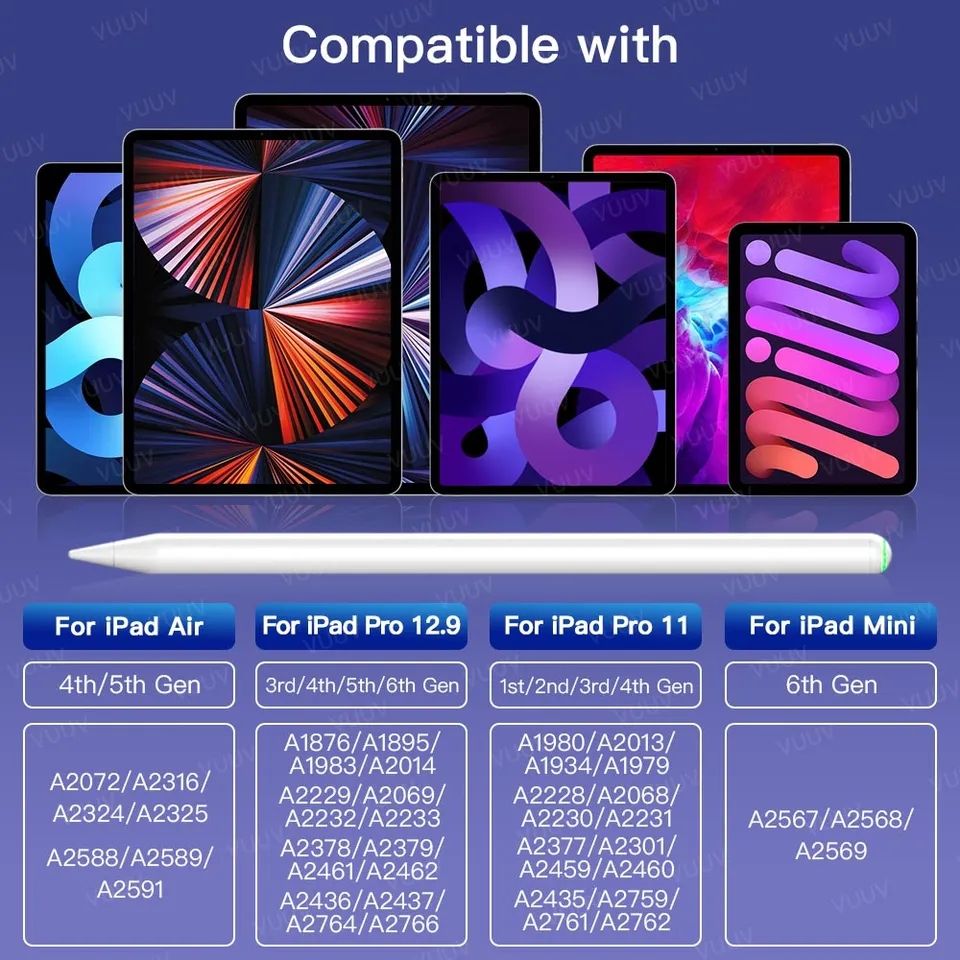 Compatible with
For iPad Air
4th/5th Gen
A2072/A2316/
A2324/A2325
A2588/A2589/
A2591
For iPad Pro 12.9
3rd/4th/5th/6th Gen
A1876/A1895/
A1983/A2014
A2229/A2069/
A2232/A2233
A2378/A2379/
A2461/A2462
A2436/A2437/
A2764/A2766
For iPad Pro 11
1st/2nd/3rd/4th Gen
A1980/A2013/
A1934/A1979
A2228/A2068/
A2230/A2231
A2377/A2301/
A2459/A2460
A2435/A2759/
A2761/A2762
For iPad Mini
6th Gen
A2567/A2568/
A2569
VUUV